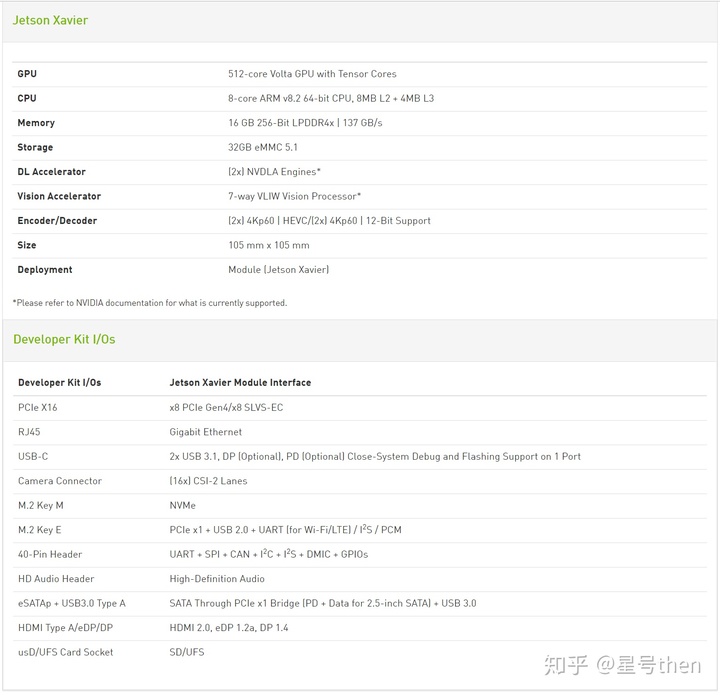 Jetson Xavier
GPU 512-core Volta GPU with Tensor Cores
CPU 8-core ARM v8.2 64-bit CPU, 8MB L2 + 4MB L3
Memory 16 GB 256-Bit LPDDR4x | 137 GB/s
Storage 32GB eMMC 5.1
DL Accelerator (2x) NVDLA Engines*
Vision Accelerator 7-way VLIW Vision Processor*
Encoder/Decoder (2x) 4Kp60 | HEVC/(2x) 4Kp60 | 12-Bit Support
Size 105 mm x 105 mm
Deployment Module (Jetson Xavier)
*Please refer to NVIDIA documentation for what is currently supported.
Developer Kit I/Os
Developer Kit I/Os Jetson Xavier Module Interface
PCIe X16 x8 PCIe Gen4/x8 SLVS-EC
RJ45 Gigabit Ethernet
USB-C 2x USB 3.1, DP (Optional), PD (Optional) Close-System Debug and Flashing Support on 1 Port
Camera Connector (16x) CSI-2 Lanes
M.2 Key M NVMe
M.2 Key E PCIe x1 + USB 2.0 + UART (for Wi-Fi/LTE) / I²S / PCM
40-Pin Header UART + SPI + CAN + I²C + I²S + DMIC + GPIOs
HD Audio Header High-Definition Audio
eSATAp + USB3.0 Type A SATA Through PCIe x1 Bridge (PD + Data for 2.5-inch SATA) + USB 3.0
HDMI Type A/eDP/DP HDMI 2.0, eDP 1.2a, DP 1.4
usD/UFS Card Socket SD/UFS
知乎 @星号then